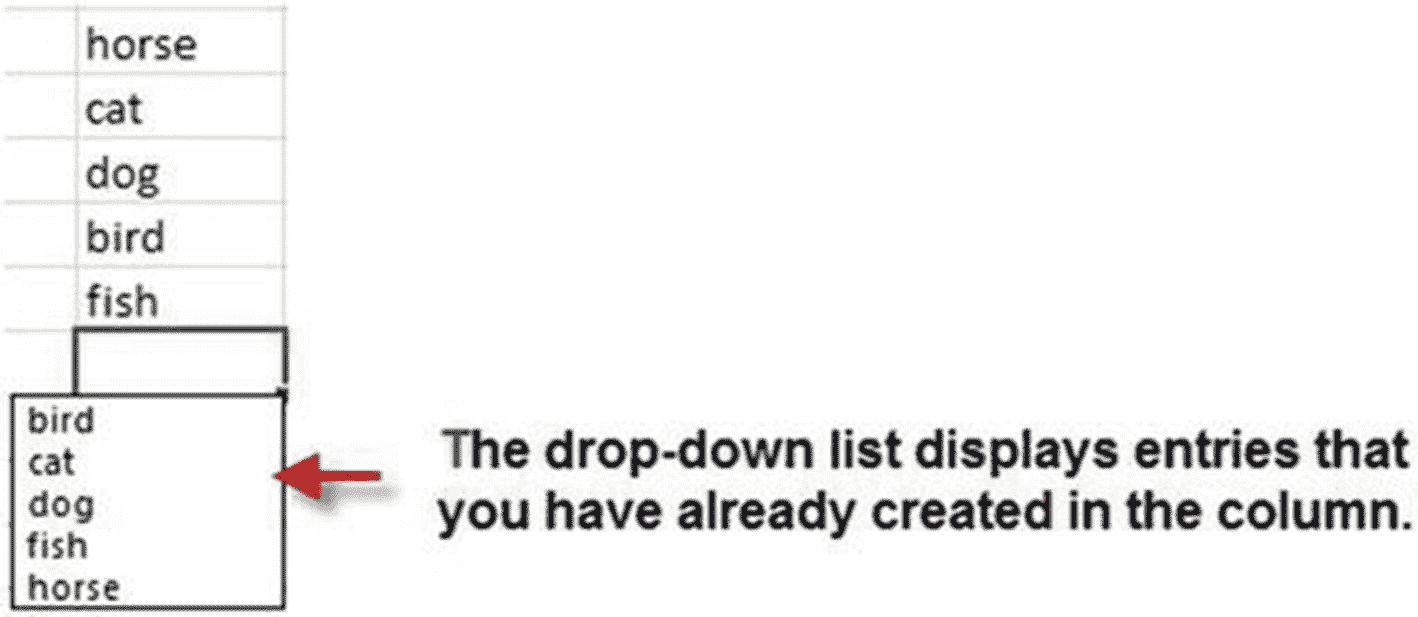 horse
cat
dog
bird
fish
bird
cat
dog
fish
horse
The drop-down list displays entries that
you have already created in the column.